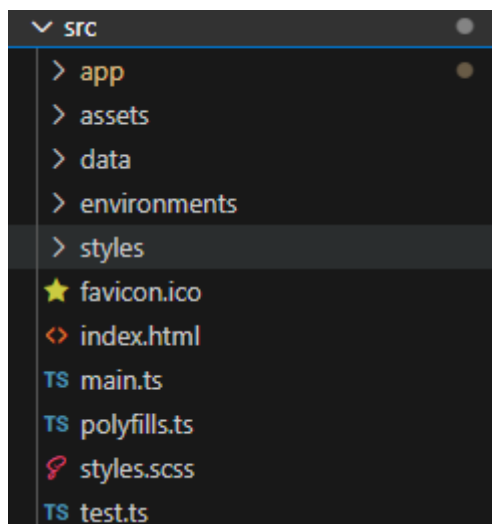 src
app
assets
data
environments
styles
favicon.ico
index.html
TS main.ts
TS polyfills.ts
styles.scss
TS test.ts